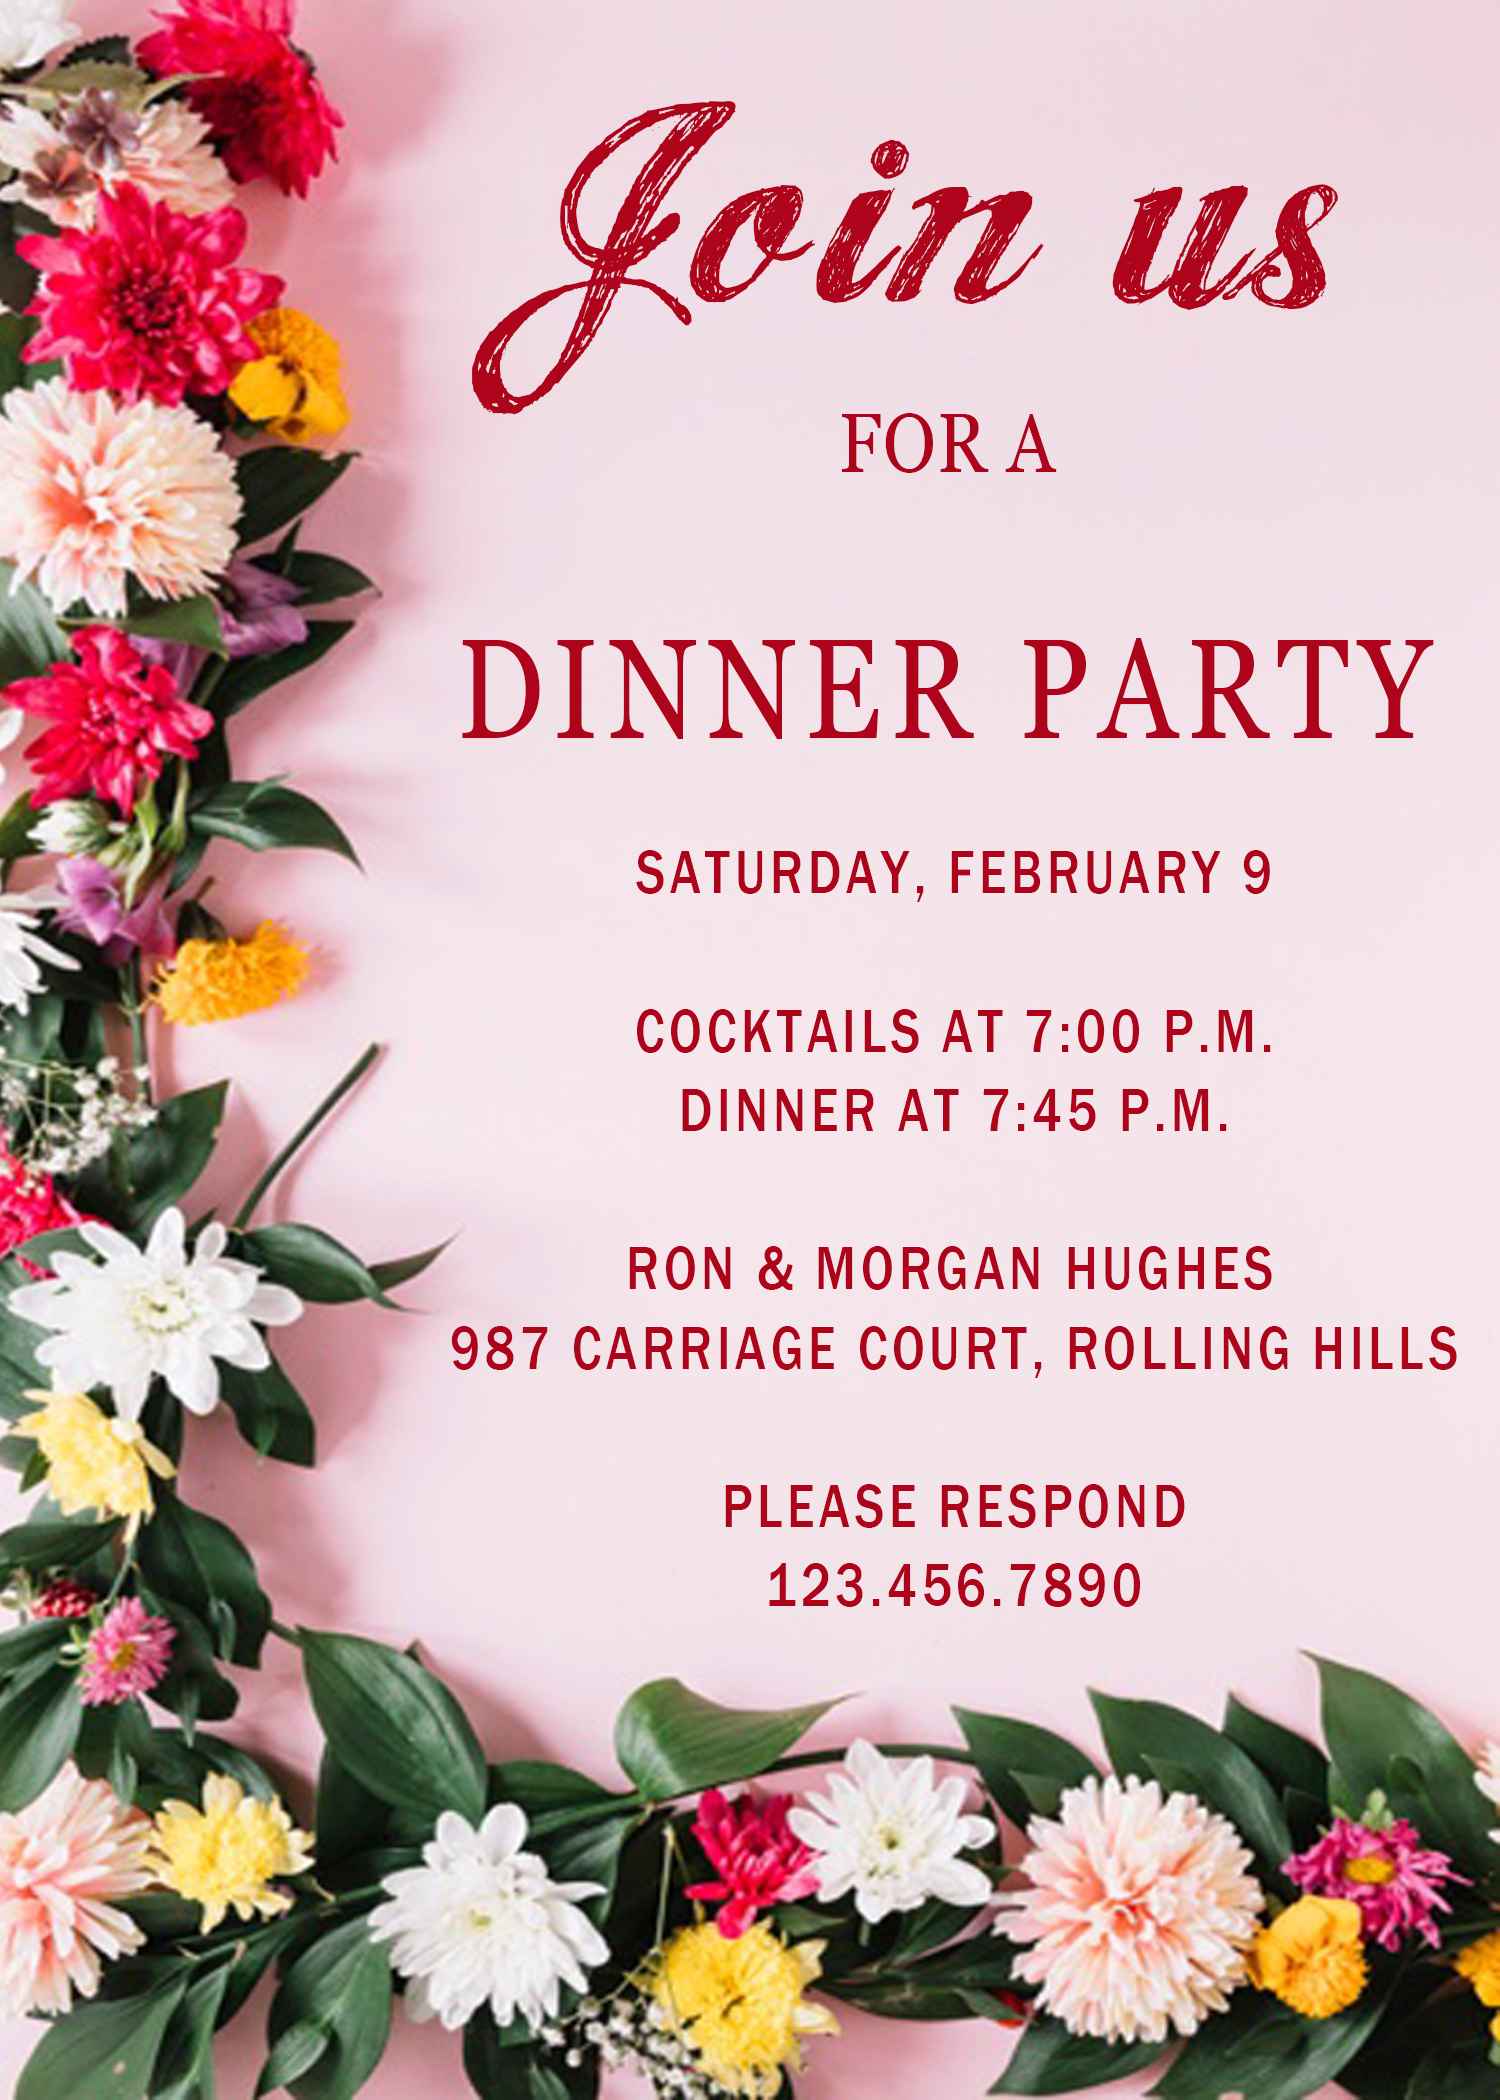 Join us
FOR A
DINNER PARTY
SATURDAY, FEBRUARY 9
COCKTAILS AT 7:00 P.M.
DINNER AT 7:45 P.M.
RON & MORGAN HUGHES
987 CARRIAGE COURT, ROLLING HILLS
PLEASE RESPOND
123.456.7890